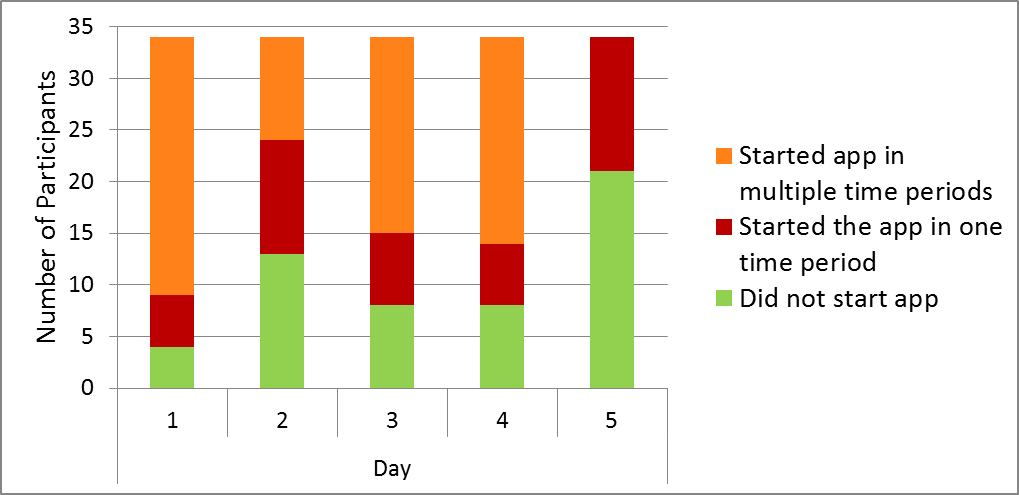 35
30
25
20
15
10
5
0
Number of Participants
1 2 3 4 5
Day
Started app in
multiple time periods
Started the app in one
time period
Did not start app